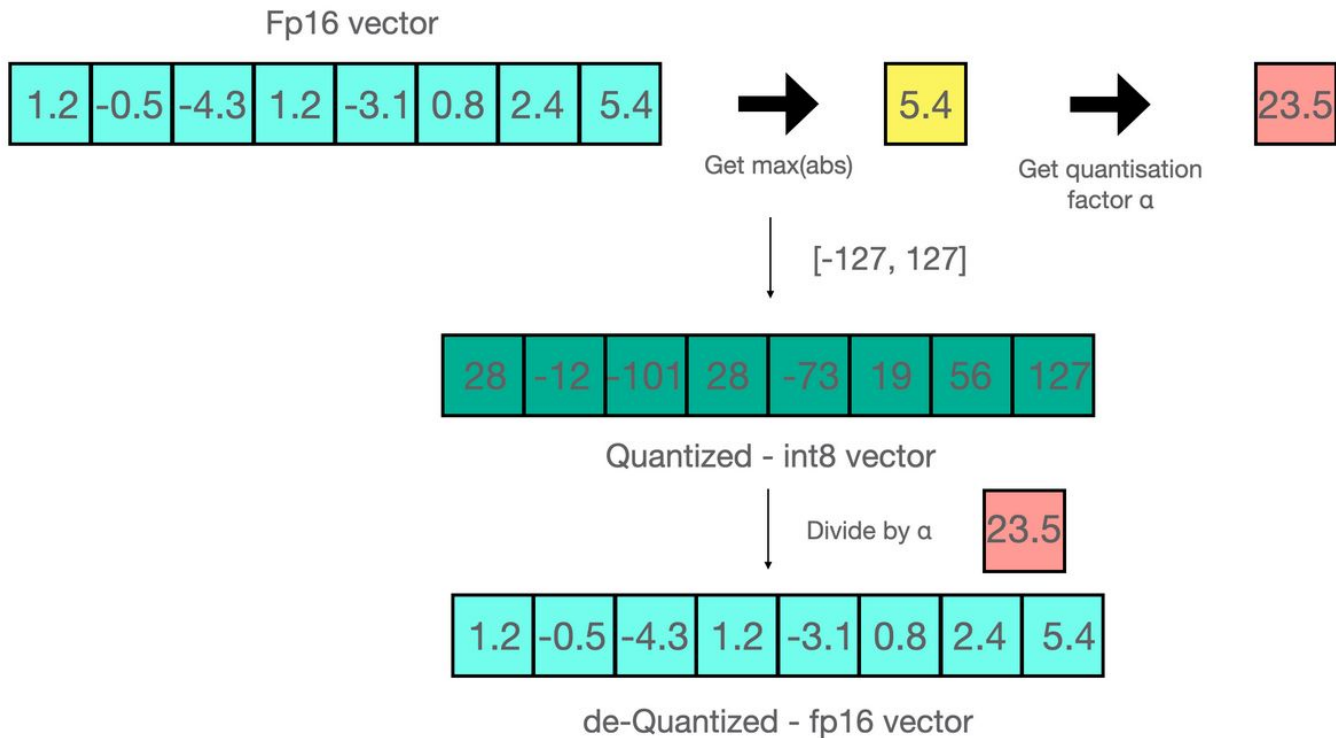 Fp16 vector
1.2 -0.5 -4.3 1.2 -3.1 0.8 2.4 5.4
Get max(abs)
5.4
Get quantisation
factor α
23.5
[-127, 127]
28 -12 -101 28 -73 19 56 127
Quantized - int8 vector
Divide by α
23.5
1.2 -0.5 -4.3 1.2 -3.1 0.8 2.4 5.4
de-Quantized - fp16 vector